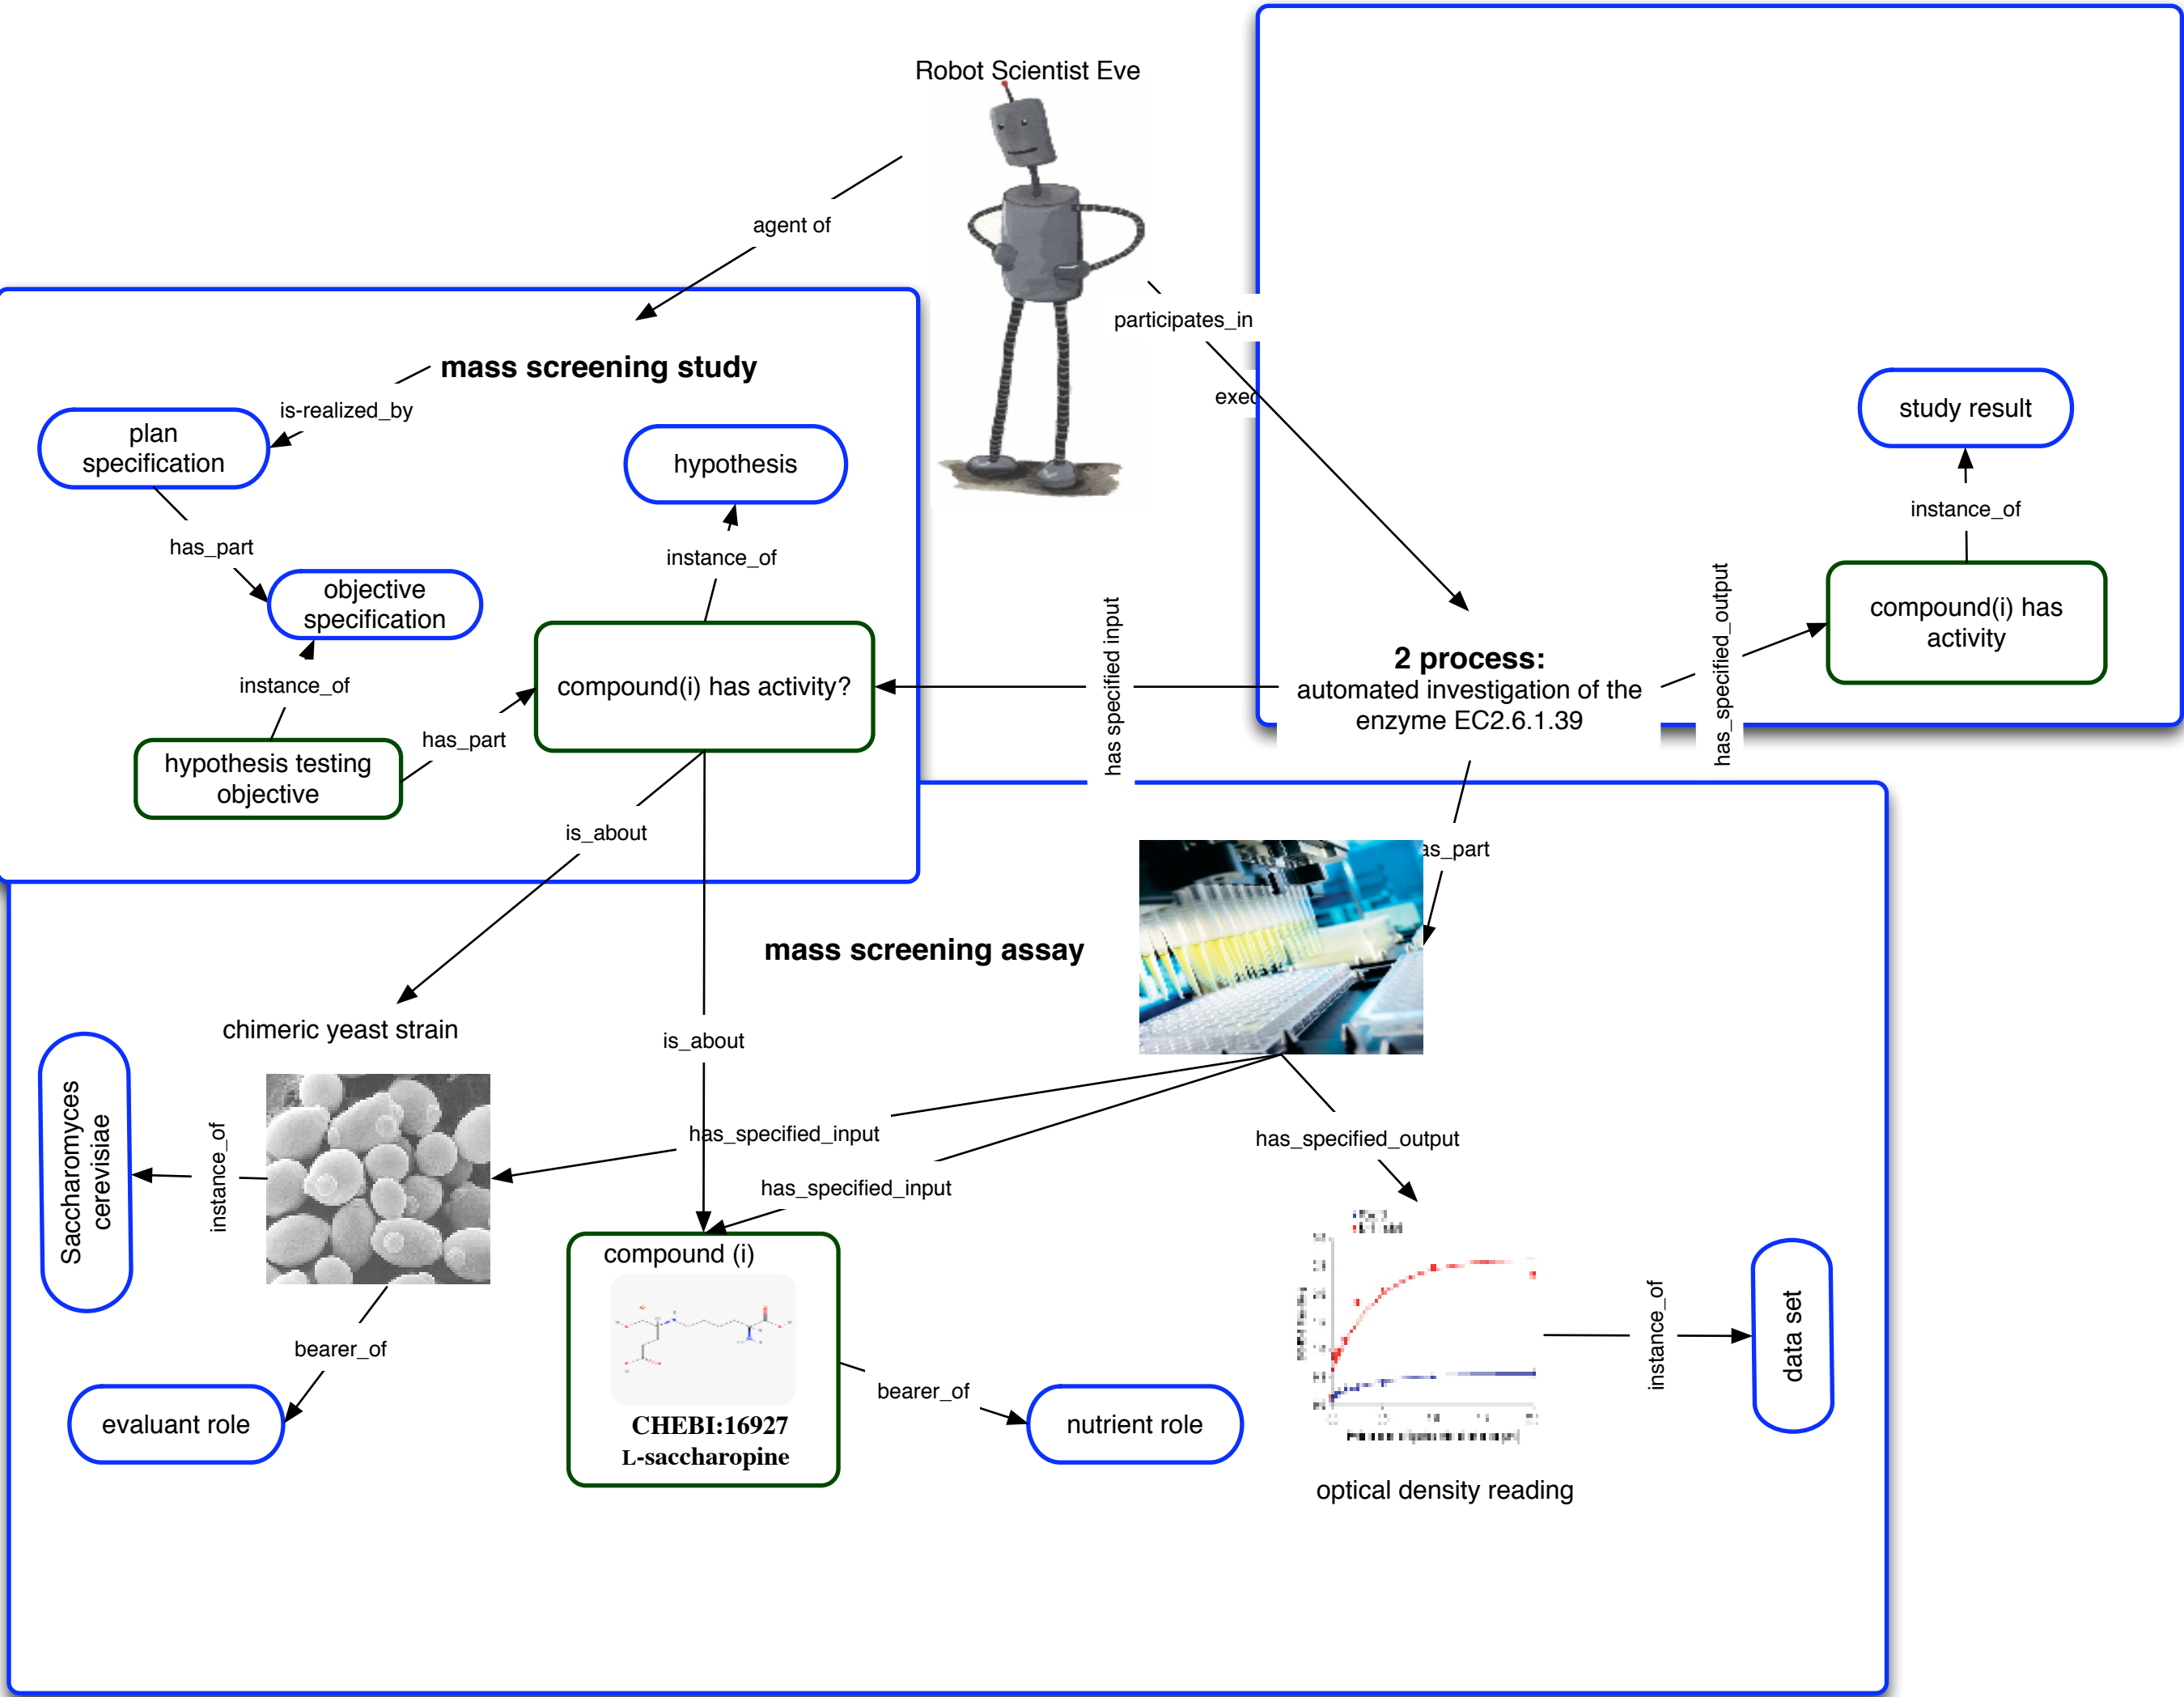 Robot Scientist Eve
agent of
participates_in
exec
mass screening study
is-realized_by
plan
specification
hypothesis
study result
has_part
instance_of
instance_of
objective
specification
instance_of
compound(i) has activity?
has specified input
2 process:
automated investigation of the
enzyme EC2.6.1.39
has_specified_output
compound(i) has
activity
has_part
hypothesis testing
objective
is_about
as_part
mass screening assay
chimeric yeast strain
is_about
Saccharomyces
cerevisiae
instance_of
has_specified_input
has_specified_output
has_specified_input
compound (i)
CHEBI:16927
L-saccharopine
bearer_of
evaluant role
bearer_of
nutrient role
instance_of
data set
optical density reading